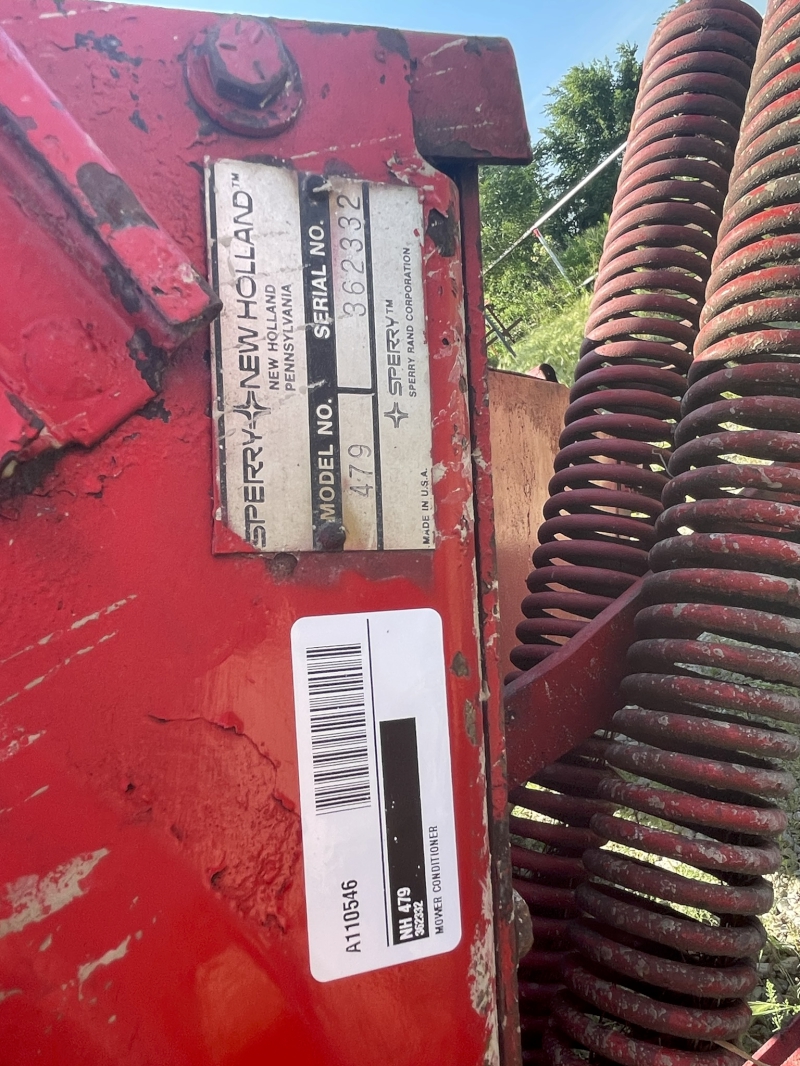 SPERRY NEW HOLLAND™
NEW HOLLAND
PENNSYLVANIA
MODEL NO. SERIAL NO.
479 362332
SPERRY™
SPERRY RAND CORPORATION
MADE IN U.S.A.
A110546
NH 479
362332
MOWER CONDITIONER